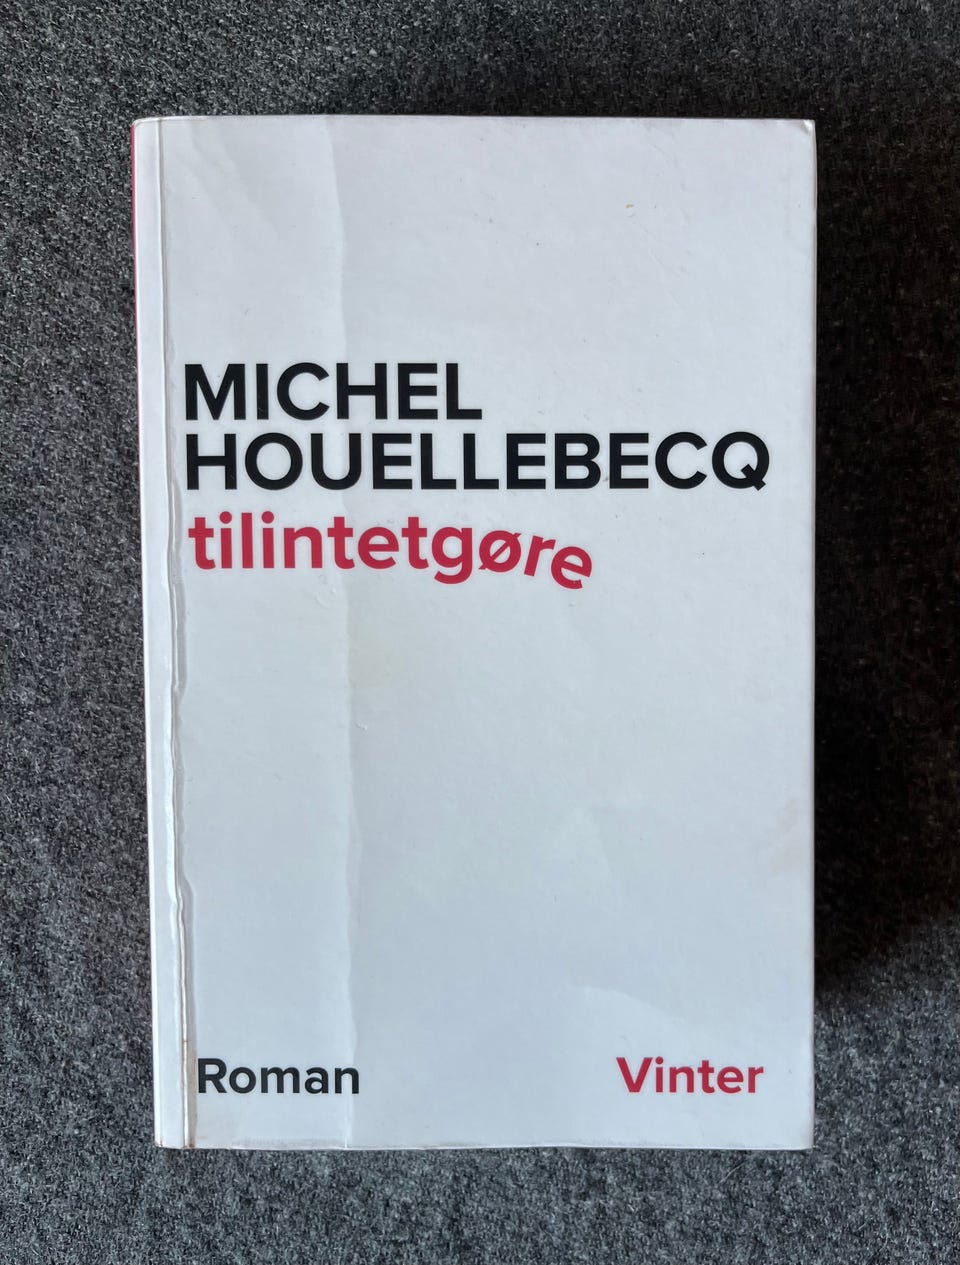 MICHEL
HOUELLEBECQ
tilintetgøre
Roman
Vinter